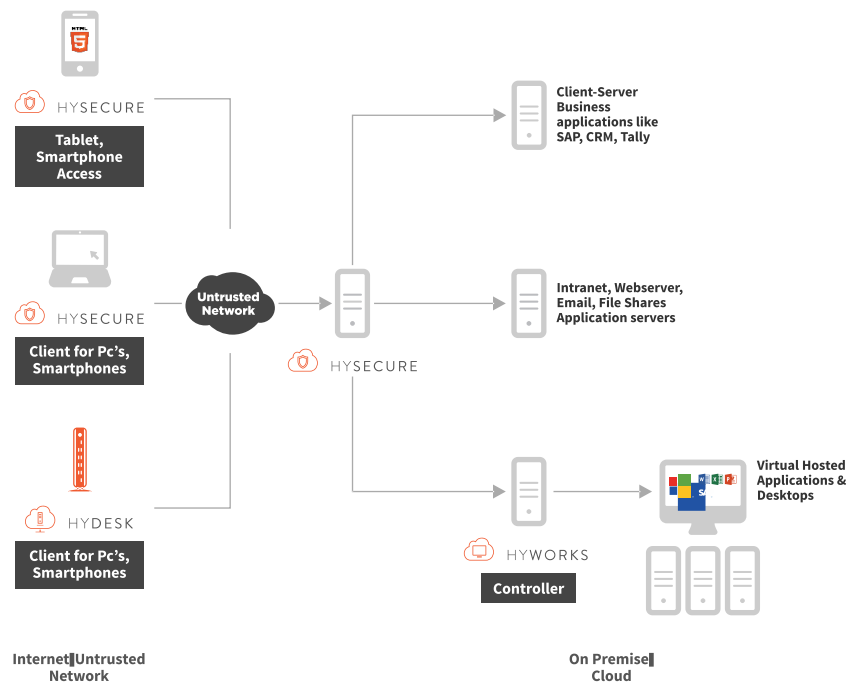 HTML
5
HYSECURE
Tablet,
Smartphone
Access
HYSECURE
Client for Pc's,
Smartphones
HYDESK
Client for Pc's,
Smartphones
Untrusted
Network
HYSECURE
Client-Server
Business
applications like
SAP, CRM, Tally
Intranet, Webserver,
Email, File Shares
Application servers
HYWORKS
Controller
W
X
P
SA
Virtual Hosted
Applications &
Desktops
Internet|Untrusted
Network
On Premise|
Cloud